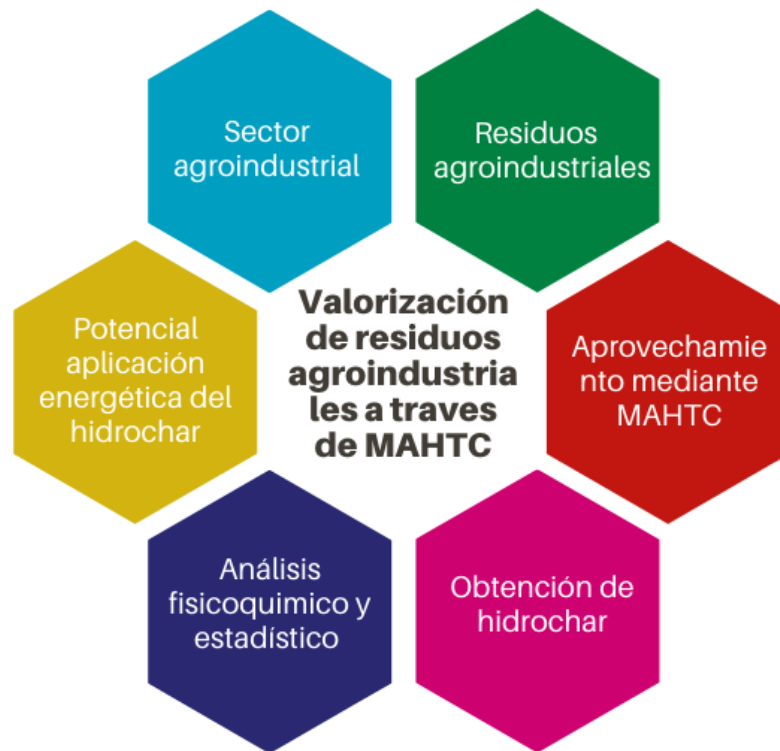 Sector
agroindustrial
Residuos
agroindustriales
Valorización
de residuos
agroindustria
les a traves
de MAHTC
Potencial
aplicación
energética del
hidrochar
Aprovechamie
nto mediante
MAHTC
Análisis
fisicoquimico y
estadístico
Obtención de
hidrochar